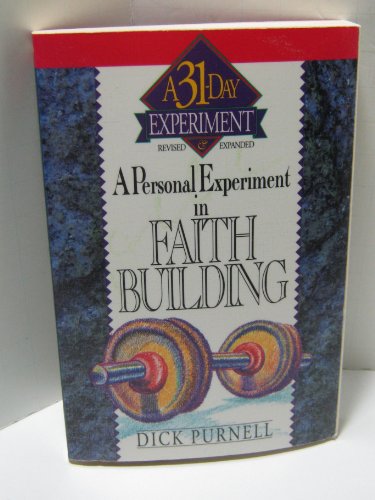 A 31-DAY
EXPERIMENT
REVISED & EXPANDED
A Personal Experiment
in
FAITH
BUILDING
DICK PURNELL